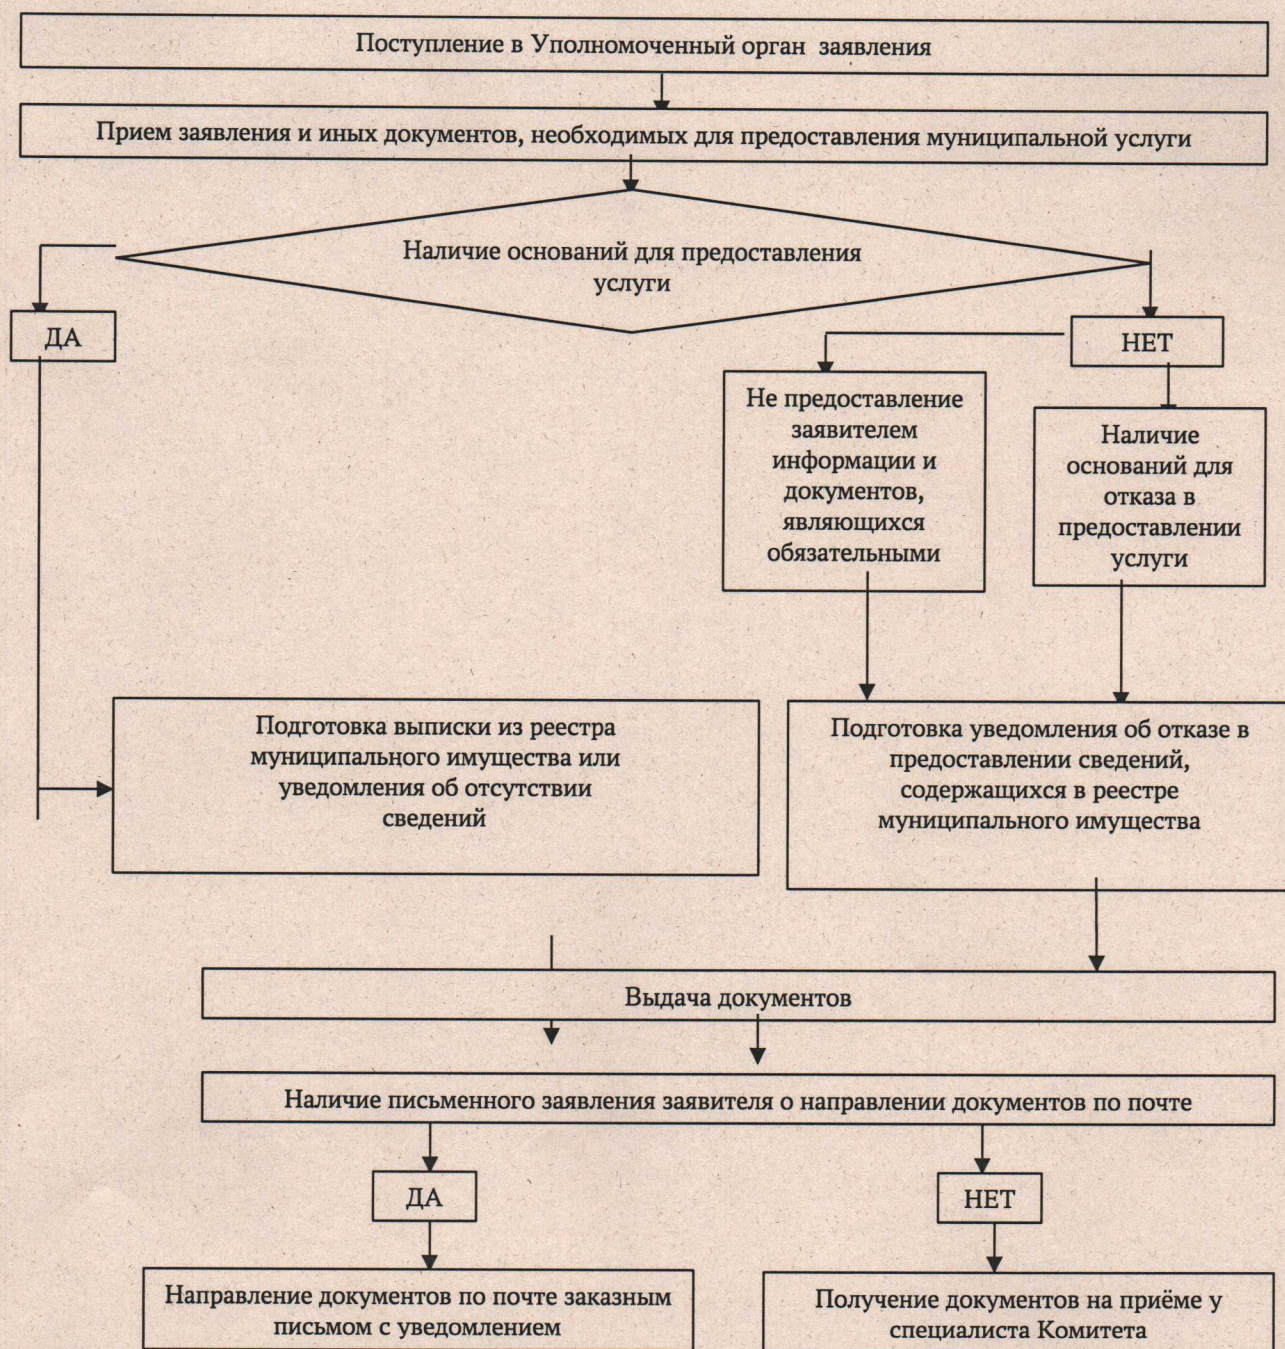 Поступление в Уполномоченный орган заявления
Прием заявления и иных документов, необходимых для предоставления муниципальной услуги
Наличие оснований для предоставления
услуги
ДА
НЕТ
Не предоставление
заявителем
информации и
документов,
являющихся
обязательными
Наличие
оснований для
отказа в
предоставлении
услуги
Подготовка выписки из реестра
муниципального имущества или
уведомления об отсутствии
сведений
Подготовка уведомления об отказе в
предоставлении сведений,
содержащихся в реестре
муниципального имущества
Выдача документов
Наличие письменного заявления заявителя о направлении документов по почте
ДА
НЕТ
Направление документов по почте заказным
письмом с уведомлением
Получение документов на приёме у
специалиста Комитета